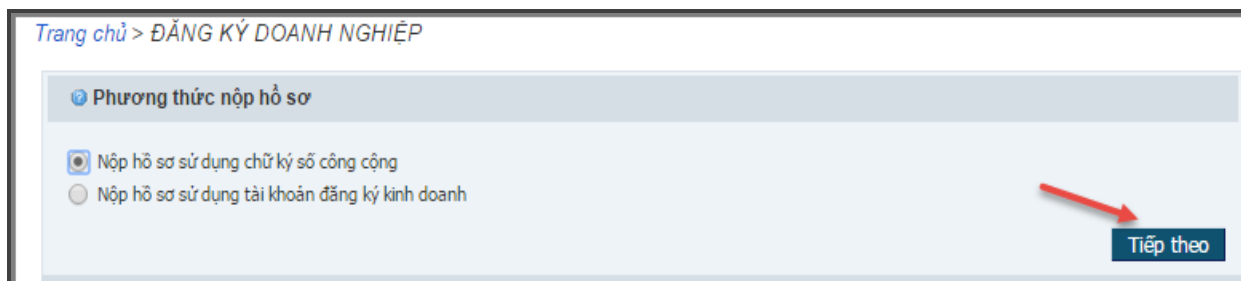 Trang chủ > ĐĂNG KÝ DOANH NGHIỆP
Phương thức nộp hồ sơ
Nộp hồ sơ sử dụng chữ ký số công cộng
Nộp hồ sơ sử dụng tài khoản đăng ký kinh doanh
Tiếp theo